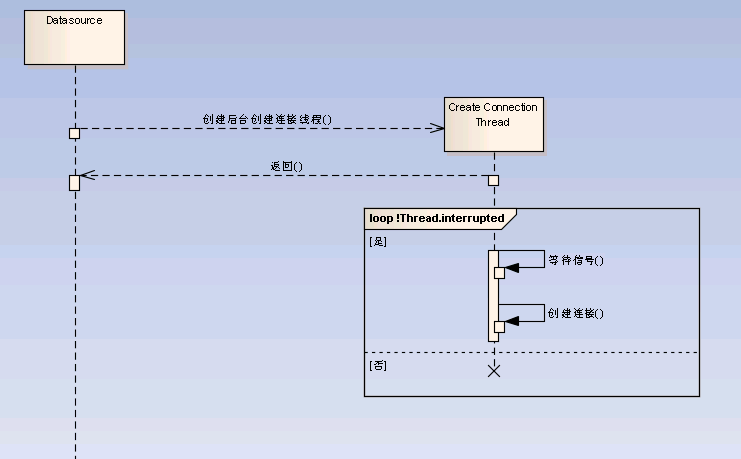 Datasource
Create Connection
Thread
创建后台创建连接线程()
返回()
loop !Thread.interrupted
[是]
等待信号()
创建连接()
[否]